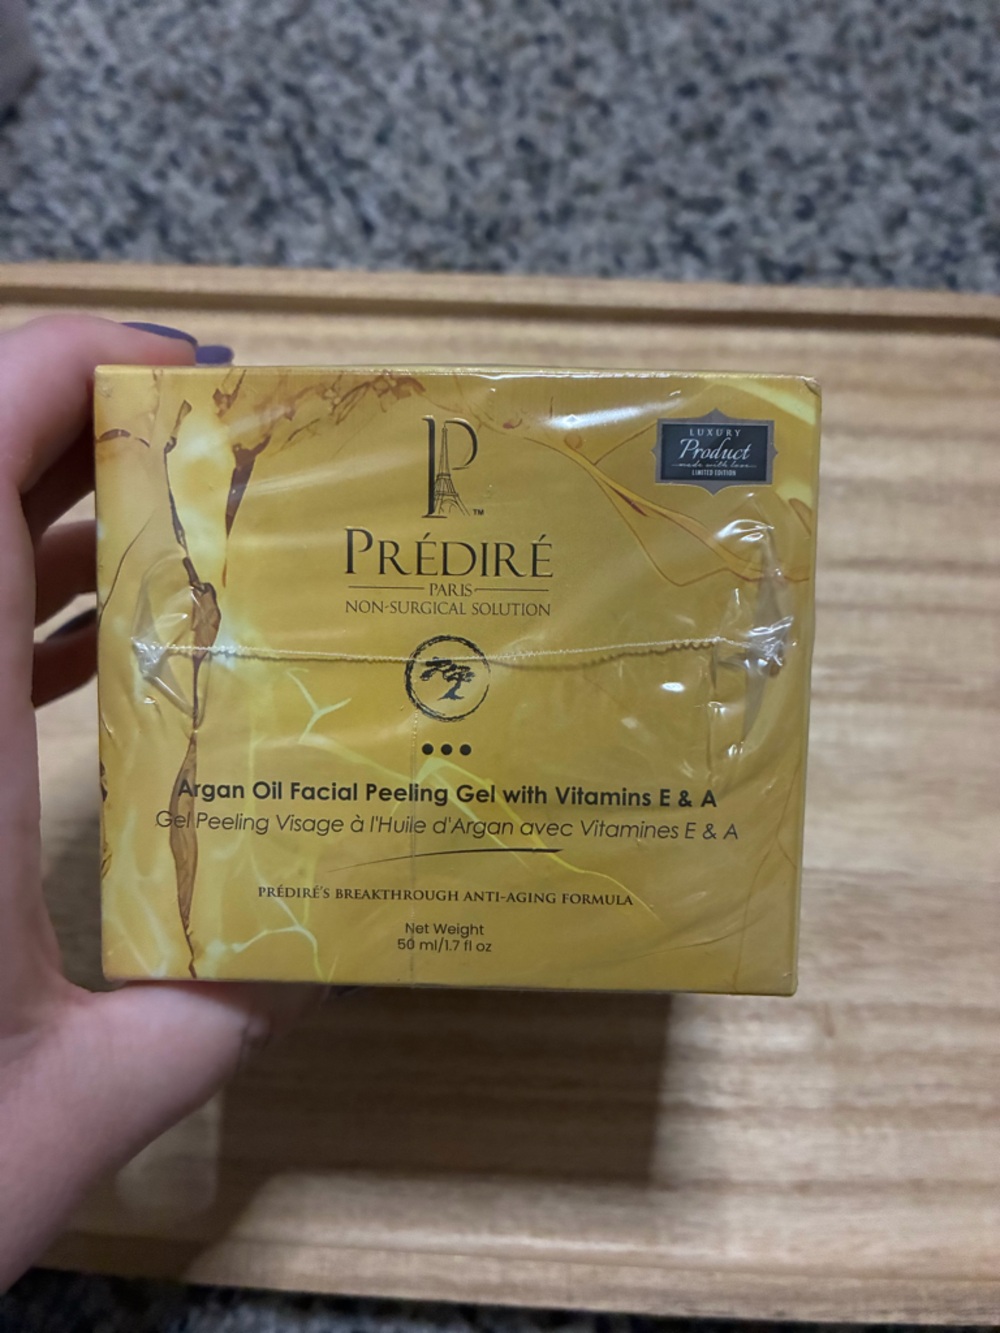 LUXURY
Product
made with love
LIMITED EDITION
P
TM
PRÉDIRÉ
PARIS
NON-SURGICAL SOLUTION
Argan Oil Facial Peeling Gel with Vitamins E & A
Gel Peeling Visage à l'Huile d'Argan avec Vitamines E & A
PRÉDIRÉ'S BREAKTHROUGH ANTI-AGING FORMULA
Net Weight
50 ml/1.7 fl oz